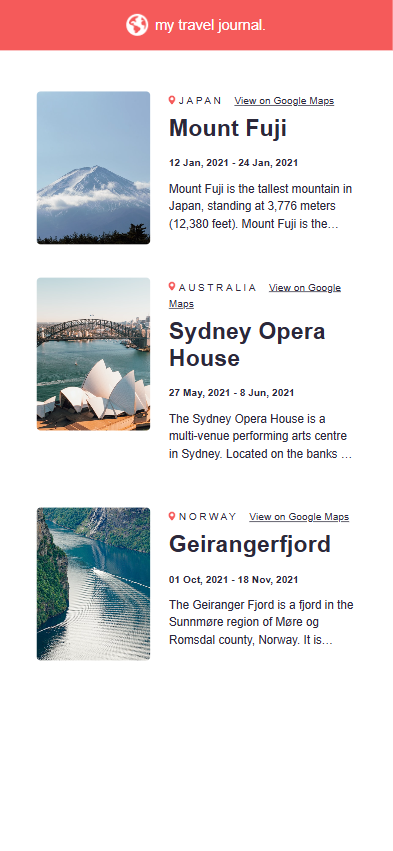 my travel journal.
JAPAN View on Google Maps
Mount Fuji
12 Jan, 2021 - 24 Jan, 2021
Mount Fuji is the tallest mountain in
Japan, standing at 3,776 meters
(12,380 feet). Mount Fuji is the…
AUSTRALIA View on Google
Maps
Sydney Opera
House
27 May, 2021 - 8 Jun, 2021
The Sydney Opera House is a
multi-venue performing arts centre
in Sydney. Located on the banks …
NORWAY View on Google Maps
Geirangerfjord
01 Oct, 2021 - 18 Nov, 2021
The Geiranger Fjord is a fjord in the
Sunnmøre region of Møre og
Romsdal county, Norway. It is…